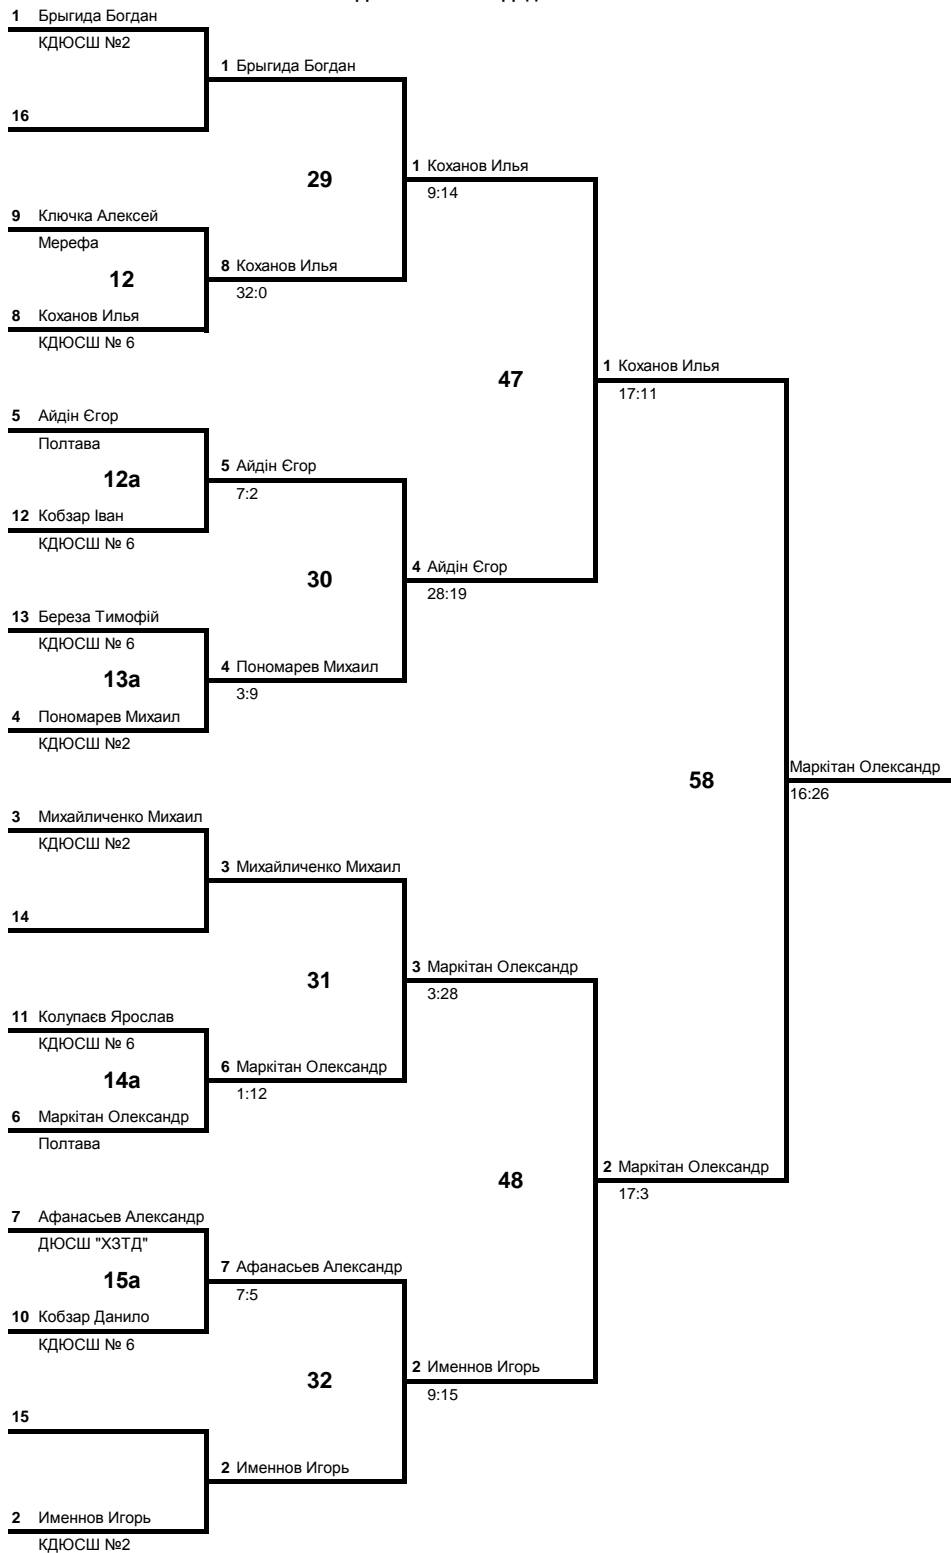 1 Брыгида Богдан
КДЮСШ №2
1 Брыгида Богдан
16
29
1 Коханов Илья
9:14
9 Ключка Алексей
Мерефа
12
8 Коханов Илья
32:0
8 Коханов Илья
КДЮСШ № 6
47
1 Коханов Илья
17:11
5 Айдін Єгор
Полтава
12а
5 Айдін Єгор
7:2
12 Кобзар Іван
КДЮСШ № 6
30
4 Айдін Єгор
28:19
13 Береза Тимофій
КДЮСШ № 6
13а
4 Пономарев Михаил
3:9
4 Пономарев Михаил
КДЮСШ №2
58
Маркітан Олександр
16:26
3 Михайличенко Михаил
КДЮСШ №2
3 Михайличенко Михаил
14
31
3 Маркітан Олександр
3:28
11 Колупаєв Ярослав
КДЮСШ № 6
14а
6 Маркітан Олександр
1:12
6 Маркітан Олександр
Полтава
48
2 Маркітан Олександр
17:3
7 Афанасьев Александр
ДЮСШ "ХЗТД"
15а
7 Афанасьев Александр
7:5
10 Кобзар Данило
КДЮСШ № 6
32
2 Именнов Игорь
9:15
15
2 Именнов Игорь
2 Именнов Игорь
КДЮСШ №2